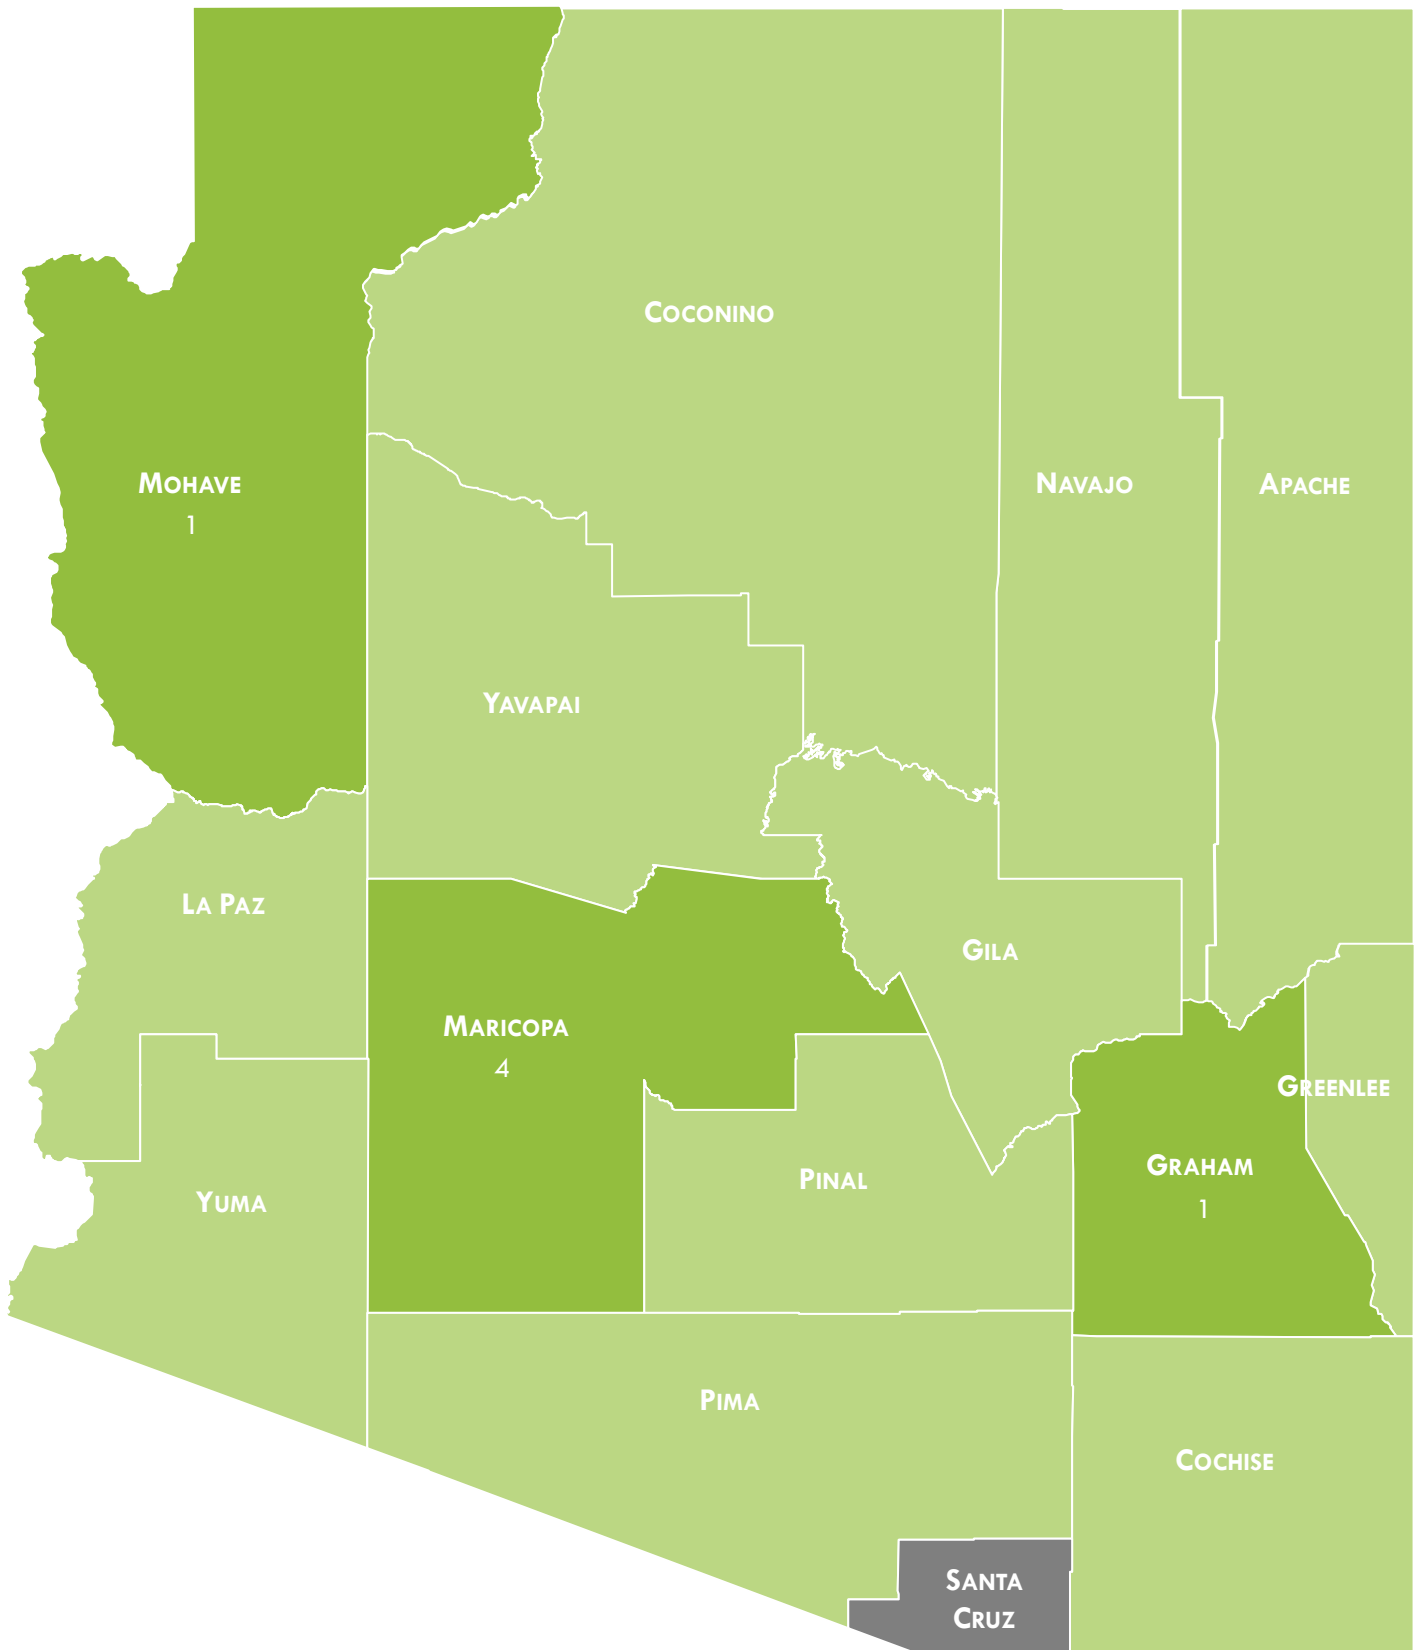 COCONINO
MOHAVE
1
NAVAJO
APACHE
YAVAPAI
LA PAZ
GILA
MARICOPA
4
GREENLEE
GRAHAM
1
PINAL
YUMA
PIMA
COCHISE
SANTA
CRUZ